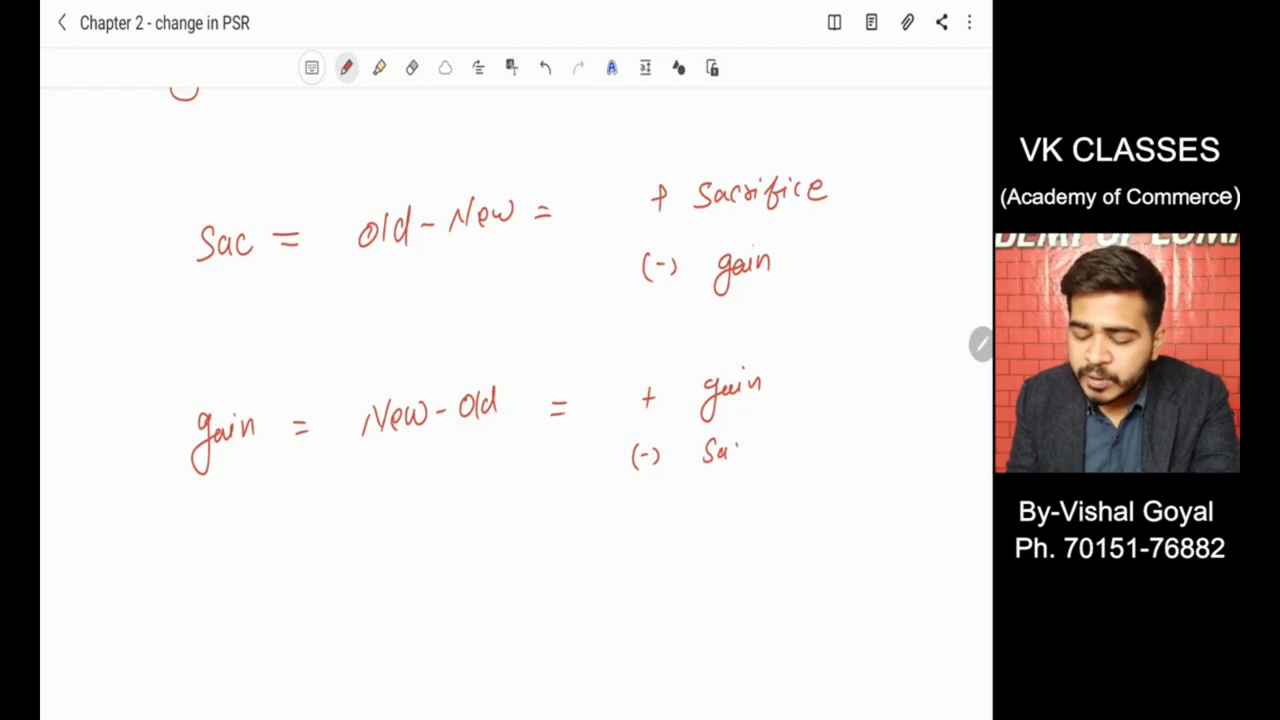 Chapter 2 - change in PSR
Sac = Old - New = + Sacrifice
(-) gain
gain = New - Old = + gain
(-) Sa
VK CLASSES
(Academy of Commerce)
By-Vishal Goyal
Ph. 70151-76882